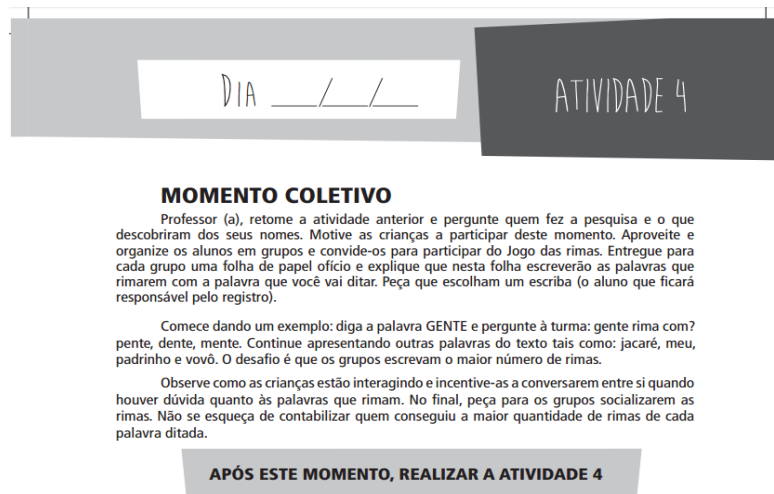 DIA ___/___/___
ATIVIDADE 4
MOMENTO COLETIVO
Professor (a), retome a atividade anterior e pergunte quem fez a pesquisa e o que
descobriram dos seus nomes. Motive as crianças a participar deste momento. Aproveite e
organize os alunos em grupos e convide-os para participar do Jogo das rimas. Entregue para
cada grupo uma folha de papel ofício e explique que nesta folha escreverão as palavras que
rimarem com a palavra que você vai ditar. Peça que escolham um escriba (o aluno que ficará
responsável pelo registro).
Comece dando um exemplo: diga a palavra GENTE e pergunte à turma: gente rima com?
pente, dente, mente. Continue apresentando outras palavras do texto tais como: jacaré, meu,
padrinho e vovô. O desafio é que os grupos escrevam o maior número de rimas.
Observe como as crianças estão interagindo e incentive-as a conversarem entre si quando
houver dúvida quanto às palavras que rimam. No final, peça para os grupos socializarem as
rimas. Não se esqueça de contabilizar quem conseguiu a maior quantidade de rimas de cada
palavra ditada.
APÓS ESTE MOMENTO, REALIZAR A ATIVIDADE 4